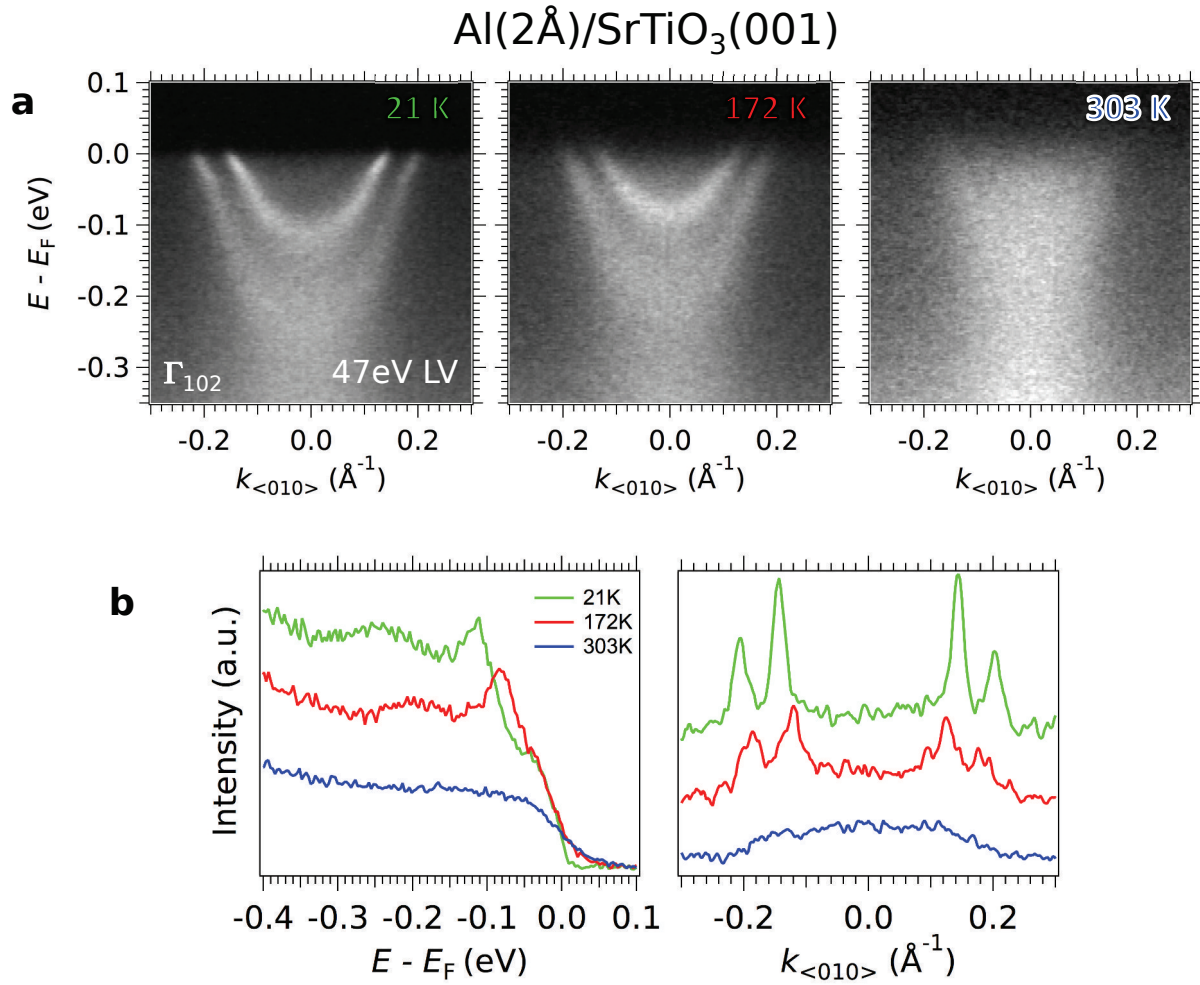 Al(2Å)/SrTiO₃(001)
a
21 K
172 K
303 K
0.1
0.0
-0.1
-0.2
-0.3
E - E_F (eV)
Γ₁₀₂
47eV LV
-0.2 0.0 0.2
-0.2 0.0 0.2
-0.2 0.0 0.2
k<010> (Å⁻¹)
k<010> (Å⁻¹)
k<010> (Å⁻¹)
b
Intensity (a.u.)
21K
172K
303K
-0.4 -0.3 -0.2 -0.1 0.0 0.1
E - E_F (eV)
-0.2 0.0 0.2
k<010> (Å⁻¹)